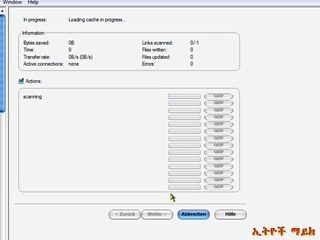 Window Help
In progress: Loading cache in progress..
Information
Bytes saved: 0B Links scanned: 0/-1
Time: 0 Files written: 0
Transfer rate: 0B/s (0B/s) Files updated: 0
Active connections: none Errors: 0
Actions:
scanning
< Zurück Weiter > Abbrechen Hilfe
ኢትዮች ማይክ